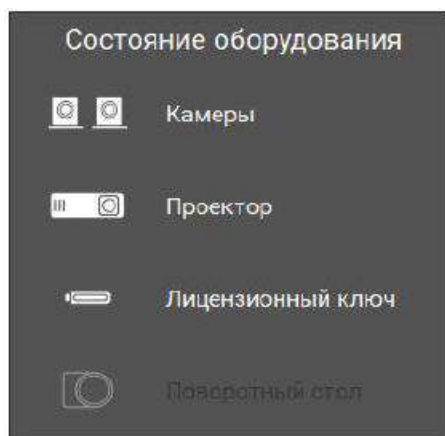 Состояние оборудования
Камеры
Проектор
Лицензионный ключ
Поворотный стол